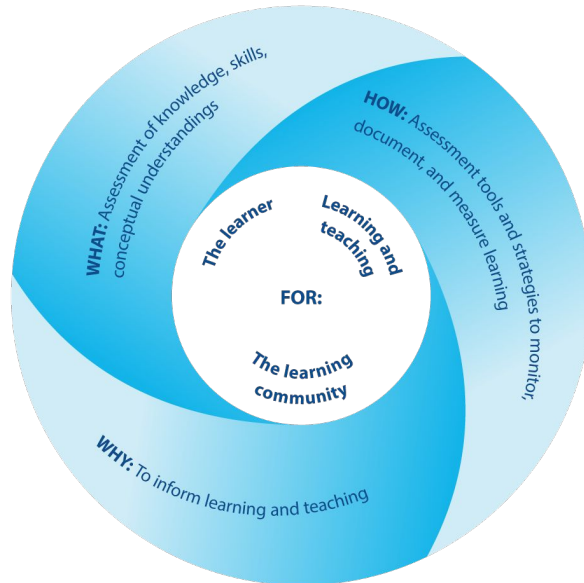 WHAT: Assessment of knowledge, skills,
conceptual understandings
HOW: Assessment tools and strategies to monitor,
document, and measure learning
WHY: To inform learning and teaching
The learner
Learning and
teaching
FOR:
The learning
community